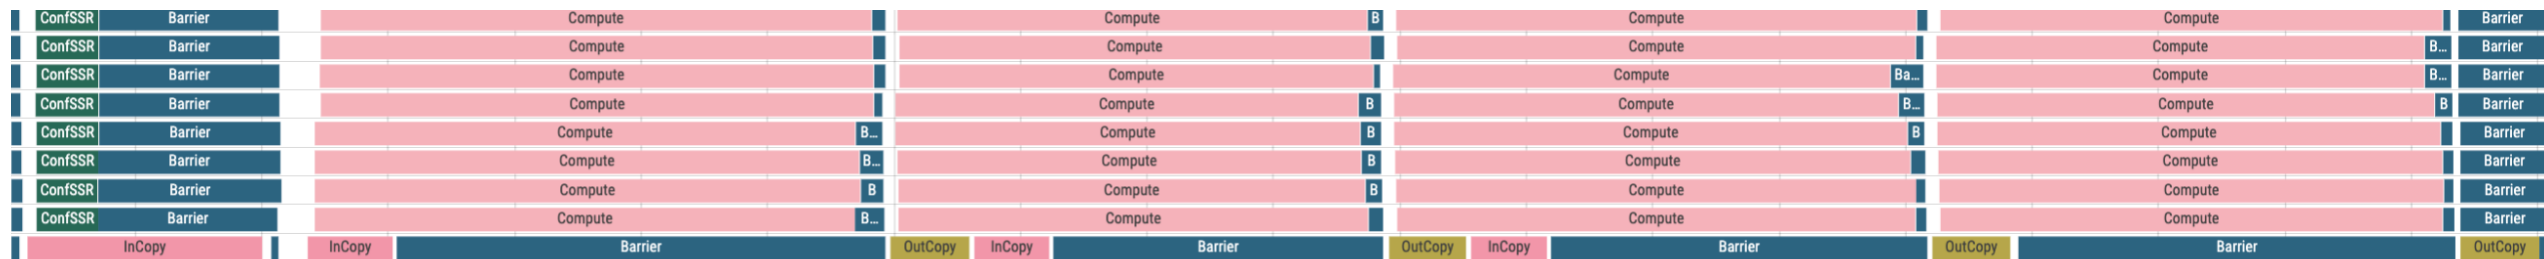 ConfSSR Barrier Compute Compute B Compute Compute Barrier
ConfSSR Barrier Compute Compute Compute Compute B... Barrier
ConfSSR Barrier Compute Compute Compute Ba... Compute B... Barrier
ConfSSR Barrier Compute Compute B Compute B... Compute B Barrier
ConfSSR Barrier Compute B... Compute B Compute B Compute Barrier
ConfSSR Barrier Compute B... Compute B Compute Compute Barrier
ConfSSR Barrier Compute B Compute B Compute Compute Barrier
ConfSSR Barrier Compute B... Compute Compute Compute Barrier
InCopy InCopy Barrier OutCopy InCopy Barrier OutCopy InCopy Barrier OutCopy Barrier OutCopy